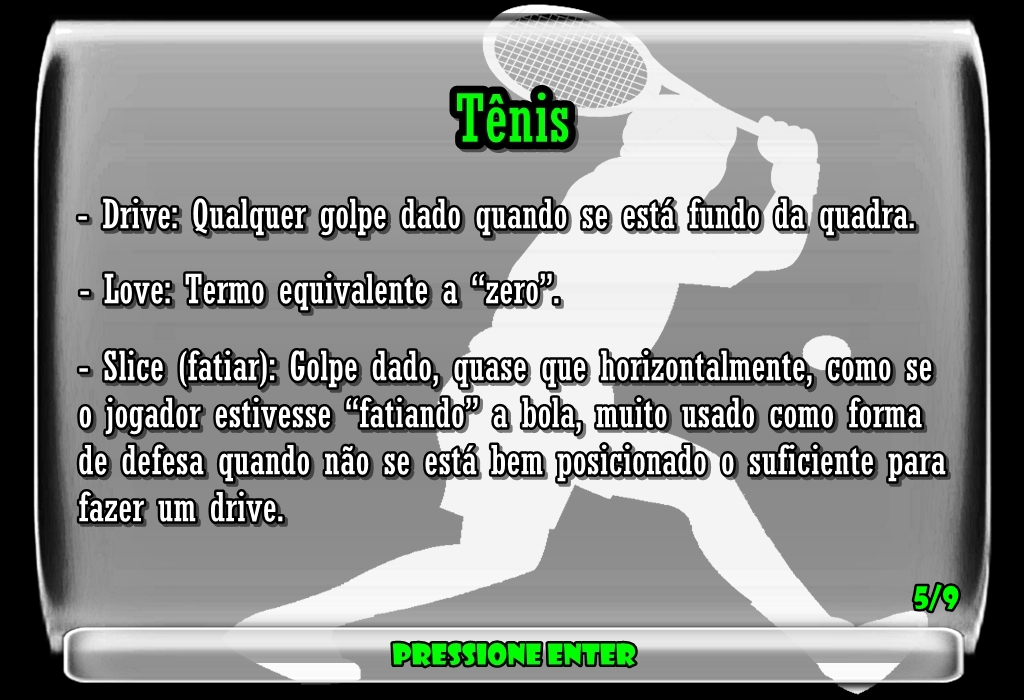 Tênis
- Drive: Qualquer golpe dado quando se está fundo da quadra.
- Love: Termo equivalente a “zero”.
- Slice (fatiar): Golpe dado, quase que horizontalmente, como se
o jogador estivesse “fatiando” a bola, muito usado como forma
de defesa quando não se está bem posicionado o suficiente para
fazer um drive.
5/9
PRESSIONE ENTER